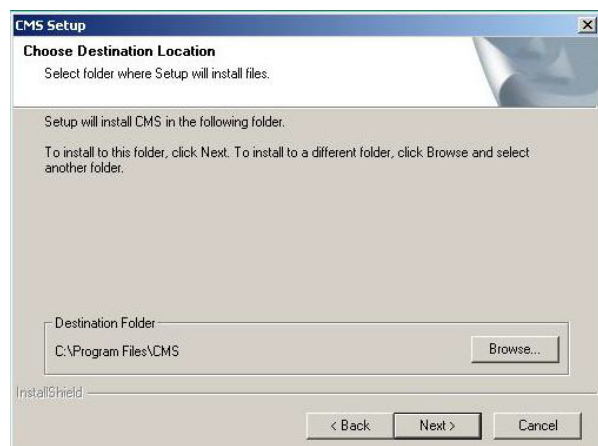 CMS Setup
Choose Destination Location
Select folder where Setup will install files.
Setup will install CMS in the following folder.
To install to this folder, click Next. To install to a different folder, click Browse and select
another folder.
Destination Folder
C:\Program Files\CMS
Browse...
InstallShield
< Back
Next >
Cancel